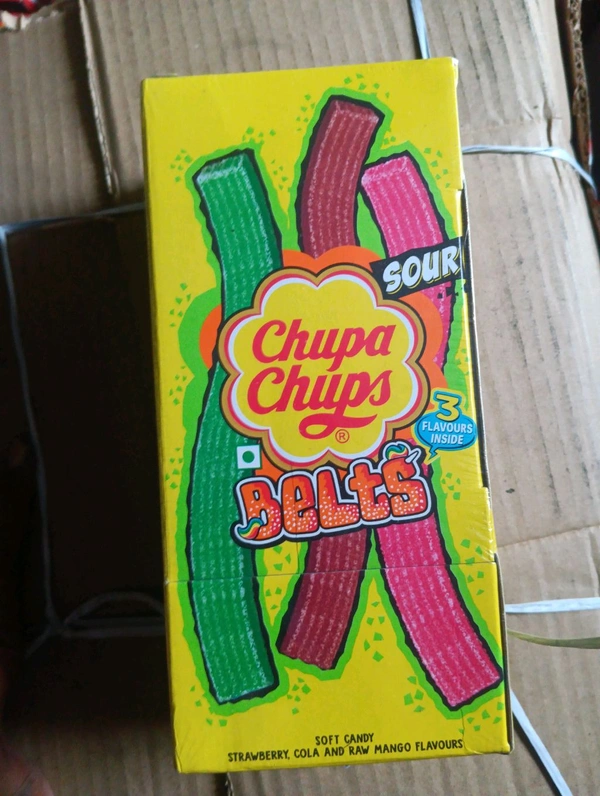 SOUR
Chupa
Chups
®
3
FLAVOURS
INSIDE
BELTS
SOFT CANDY
STRAWBERRY, COLA AND RAW MANGO FLAVOURS